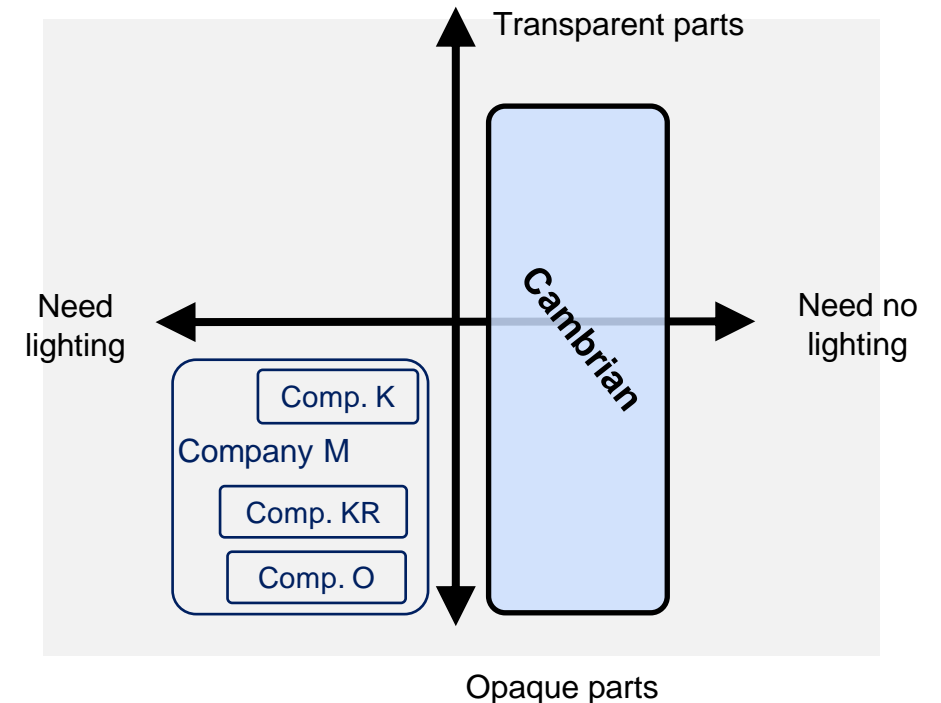 Transparent parts
Need
lighting
Need no
lighting
Cambrian
Comp. K
Company M
Comp. KR
Comp. O
Opaque parts